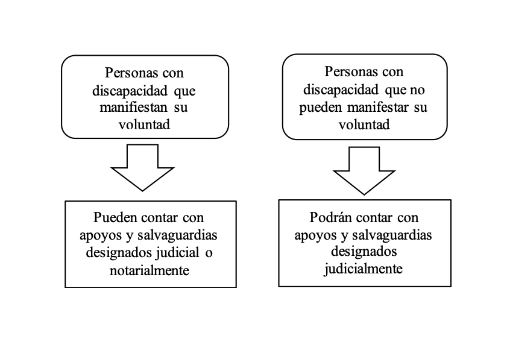 Personas con
discapacidad que
manifiestan su
voluntad
Personas con
discapacidad que no
pueden manifestar su
voluntad
Pueden contar con
apoyos y salvaguardias
designados judicial o
notarialmente
Podrán contar con
apoyos y salvaguardias
designados
judicialmente